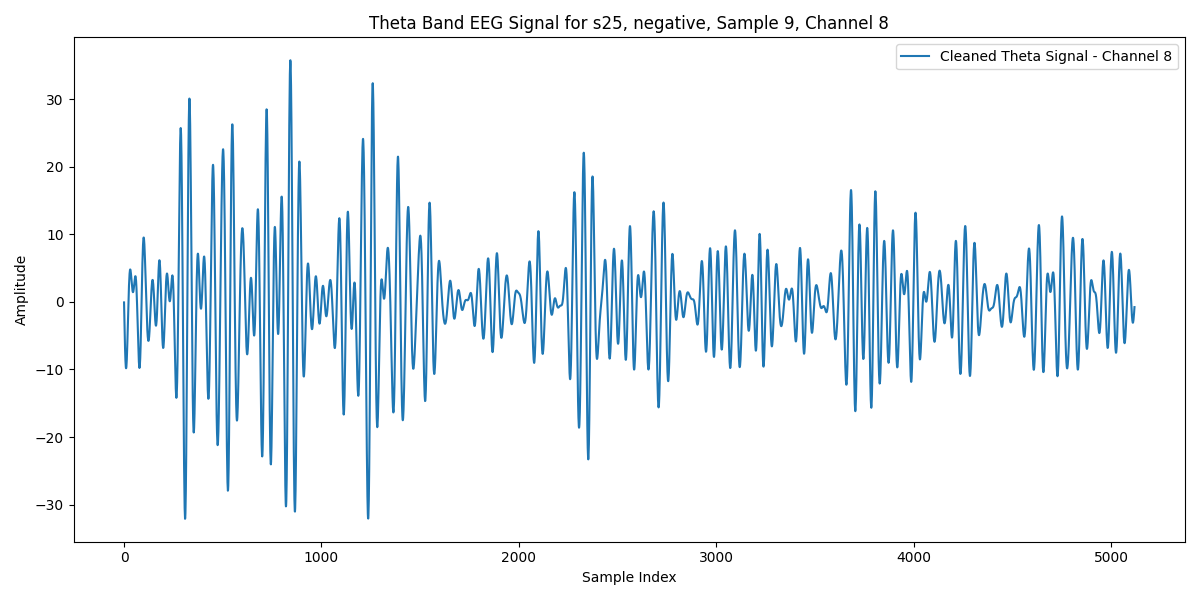 Theta Band EEG Signal for s25, negative, Sample 9, Channel 8
Cleaned Theta Signal - Channel 8
Amplitude
30
20
10
0
−10
−20
−30
0 1000 2000 3000 4000 5000
Sample Index